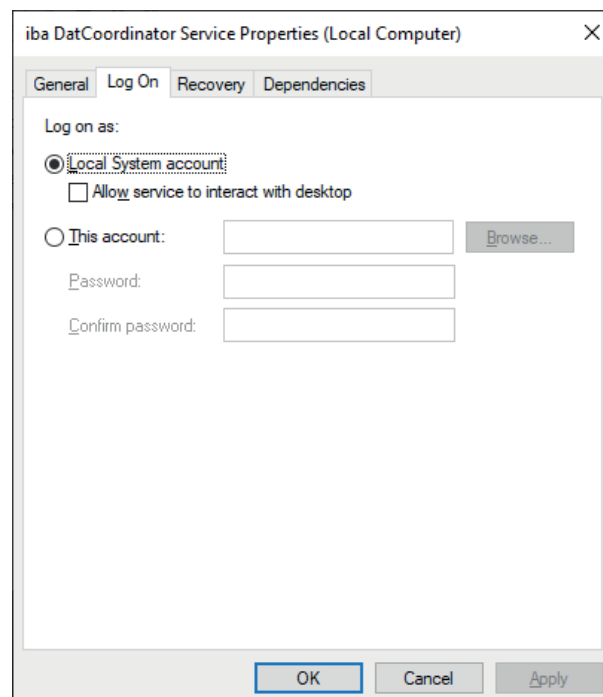 iba DatCoordinator Service Properties (Local Computer)
General Log On Recovery Dependencies
Log on as:
Local System account
Allow service to interact with desktop
This account: Browse...
Password:
Confirm password:
OK Cancel Apply